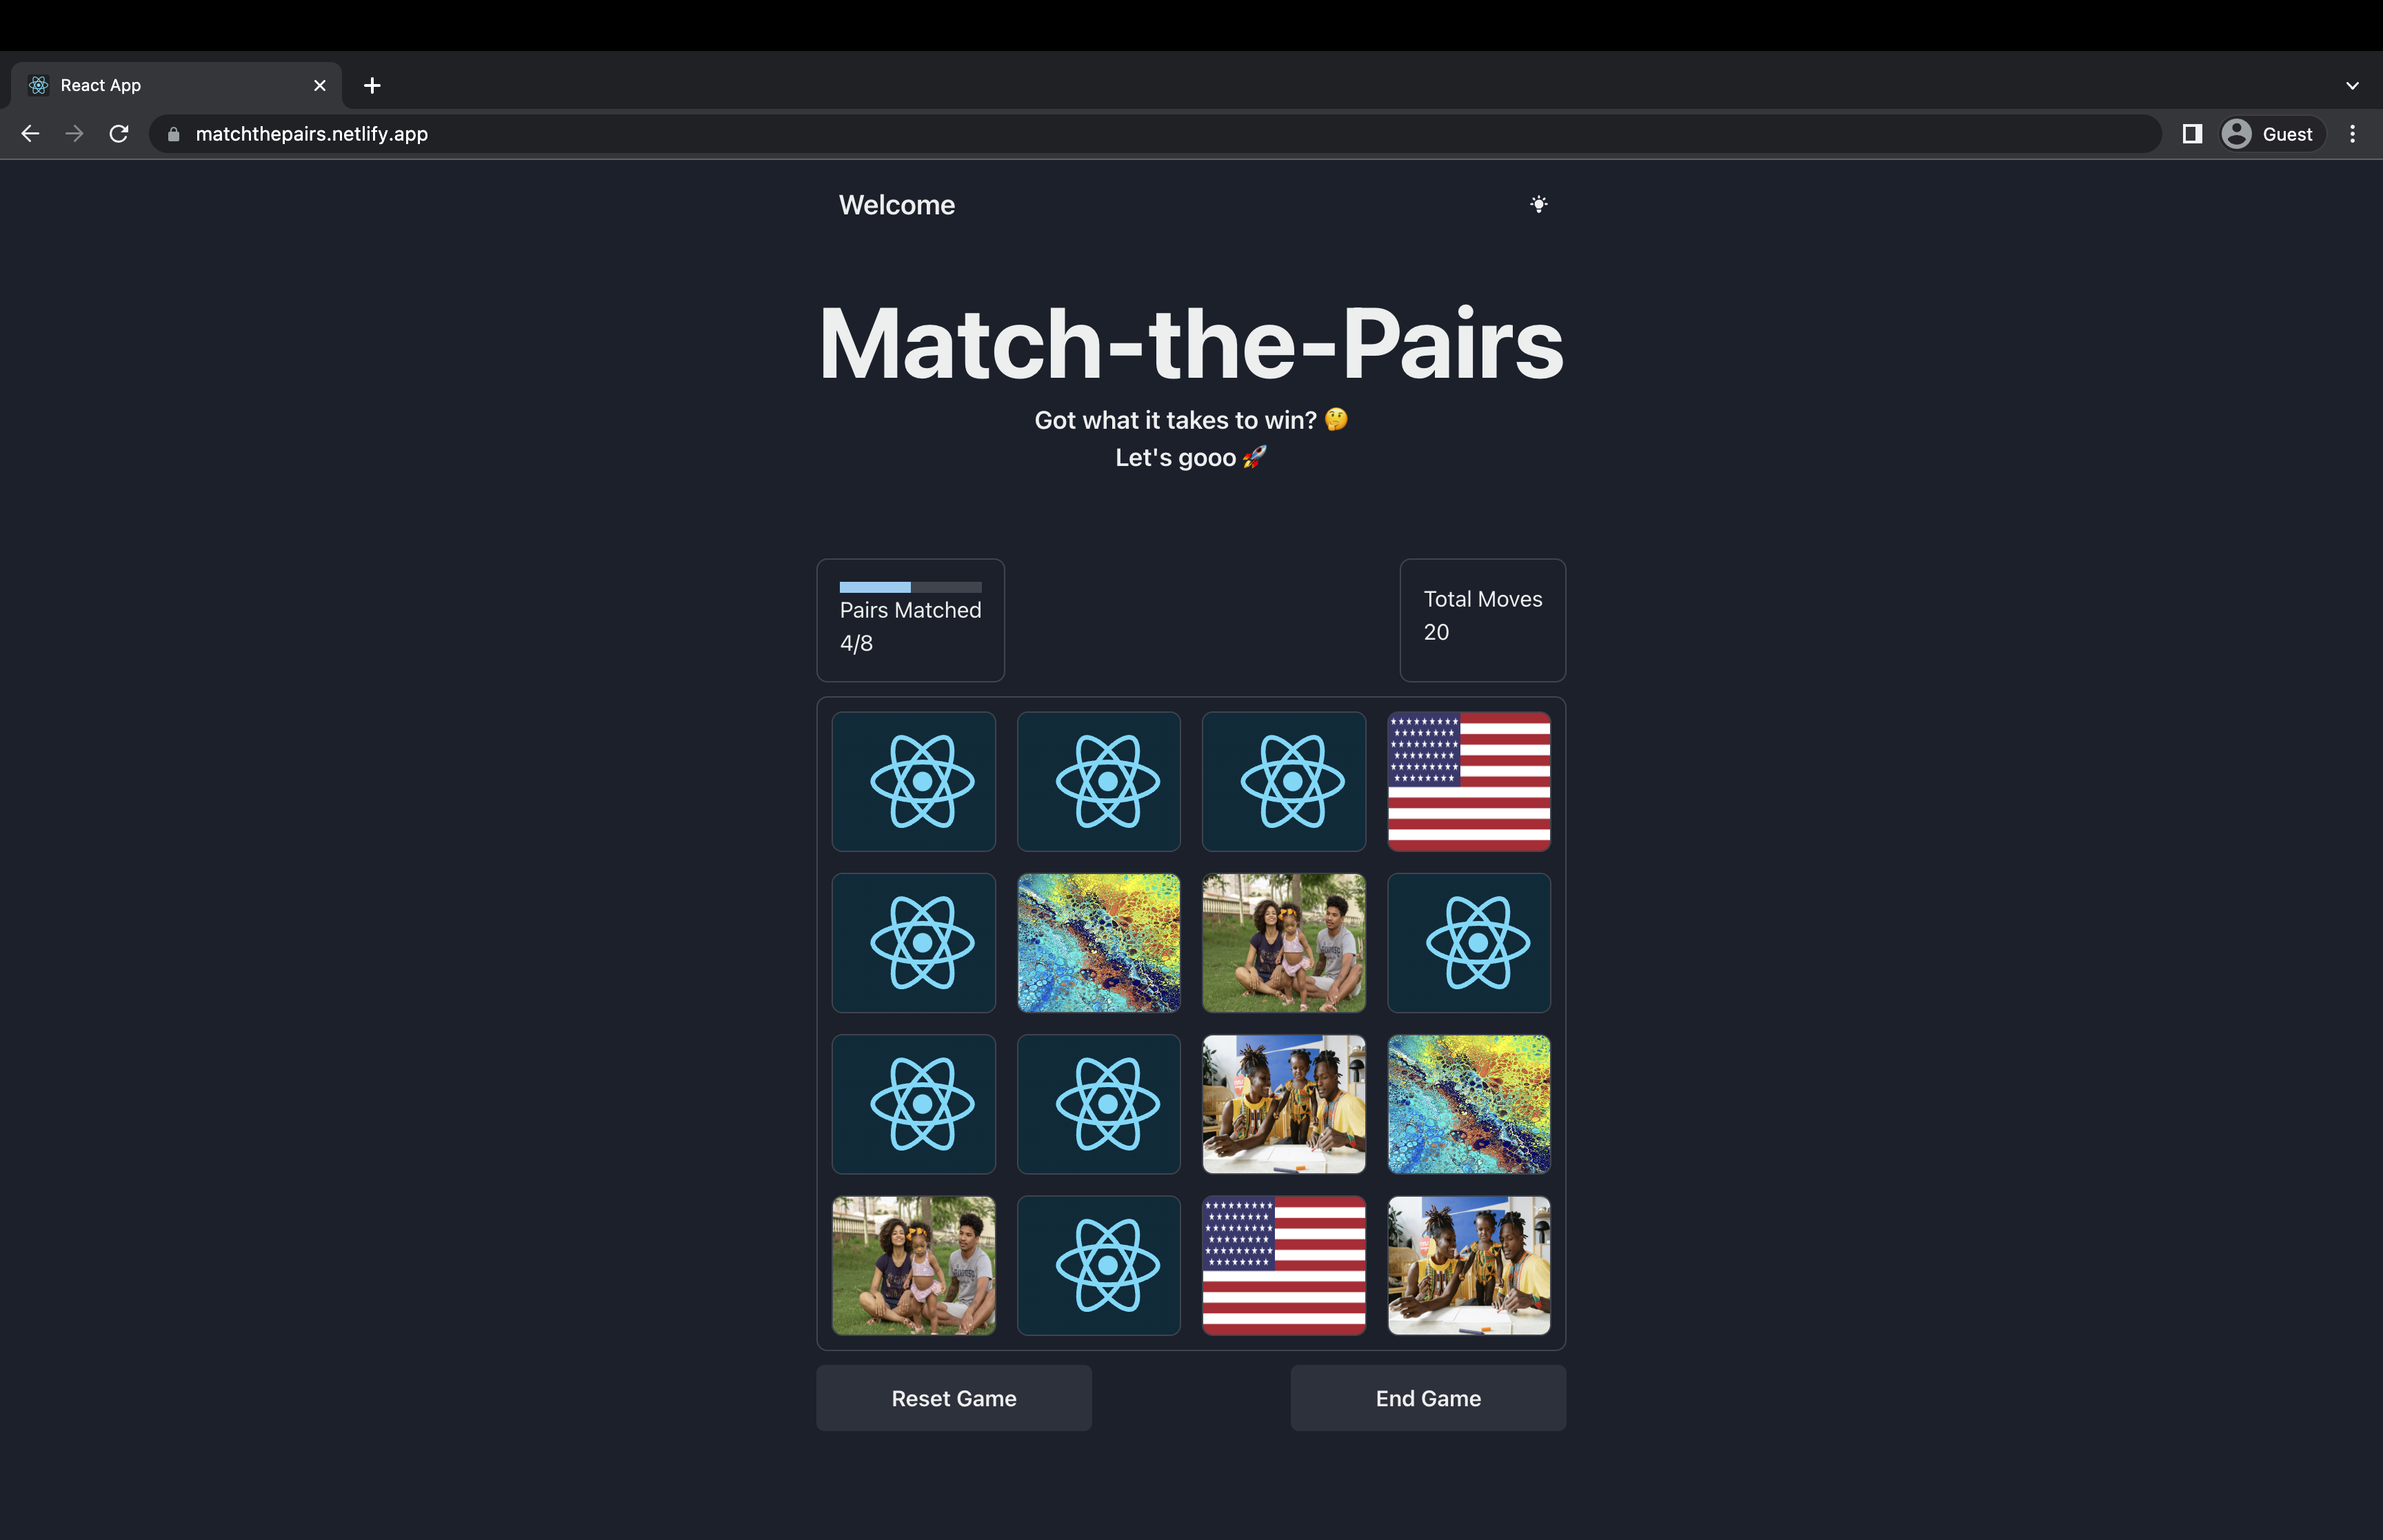 React App
matchthepairs.netlify.app
Guest
Welcome
Match-the-Pairs
Got what it takes to win? 🤔
Let's gooo 🚀
Pairs Matched
4/8
Total Moves
20
Reset Game
End Game